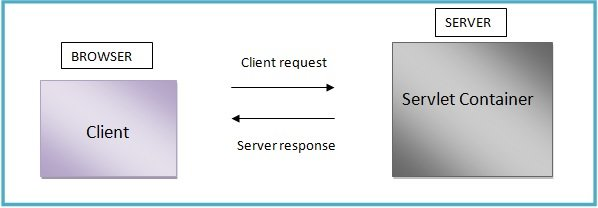 SERVER
BROWSER
Client request
Servlet Container
Client
Server response